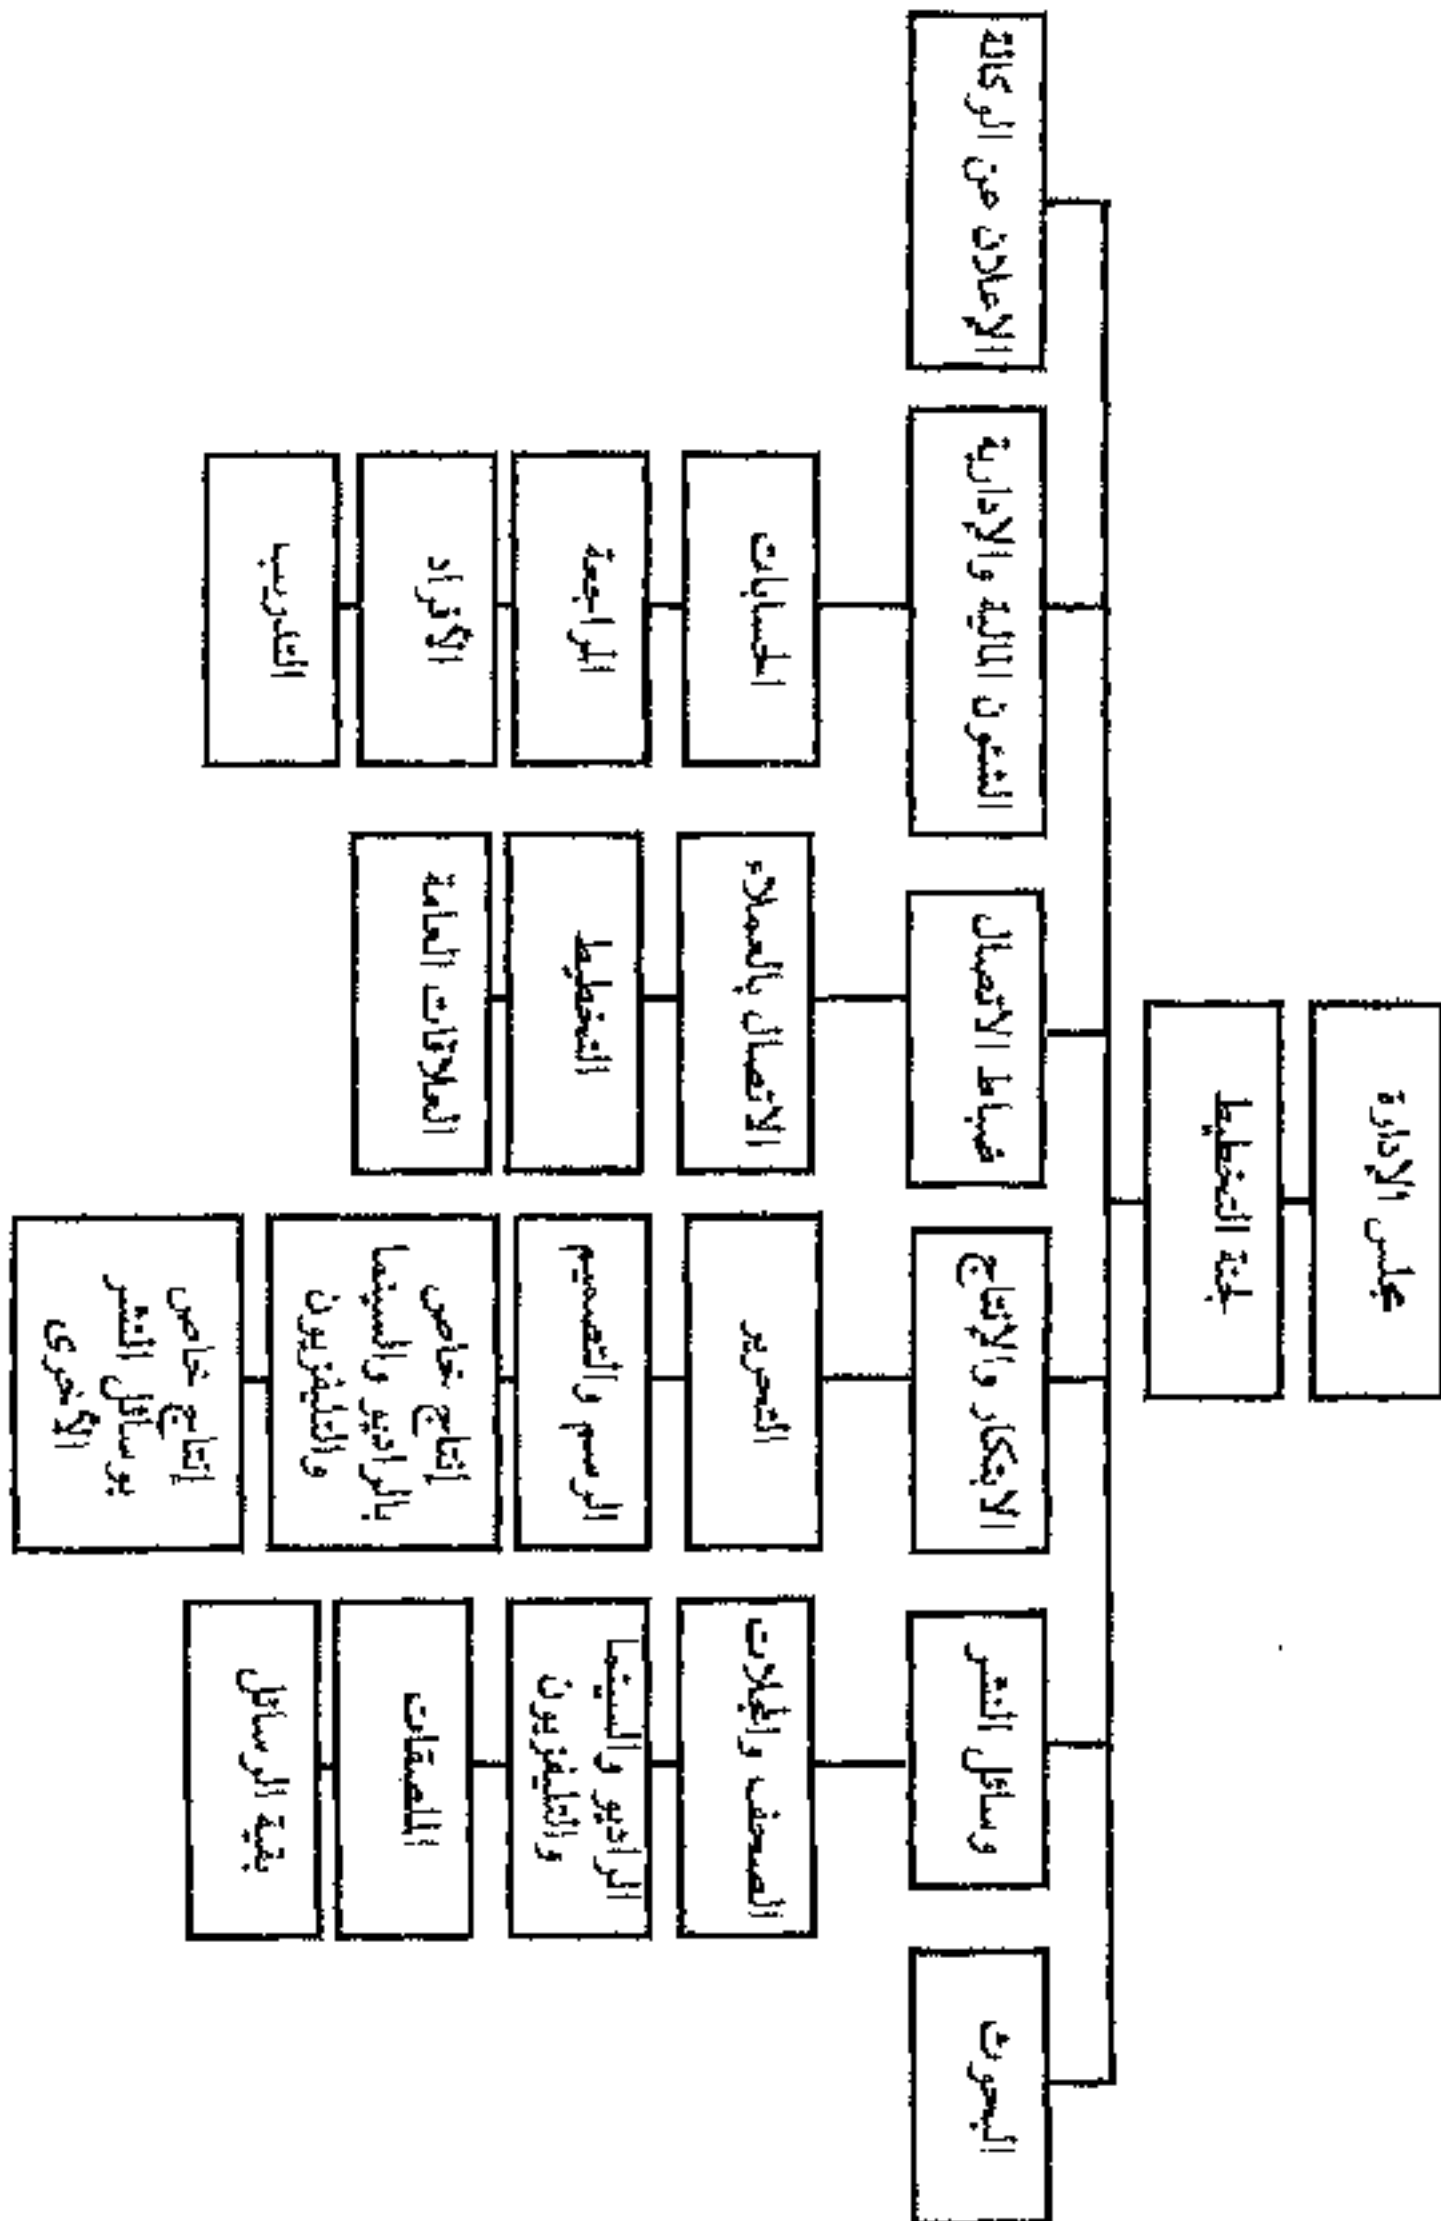 مجلس الإدارة
لجنة التخطيط
البحوث
وسائل النشر
الابتكار والإنتاج
ضباط الاتصال
الشئون المالية والإدارية
الإعلان عن الوكالة
الصحف والمجلات
الراديو والسينما
والتليفزيون
الملصقات
بقية الوسائل
التحرير
الرسم والتصميم
إنتاج خاص
بالراديو والسينما
والتليفزيون
إنتاج خاص
بوسائل النشر
الأخرى
الاتصال بالعملاء
التخطيط
العلاقات العامة
الحسابات
المراجعة
الأفراد
التدريب